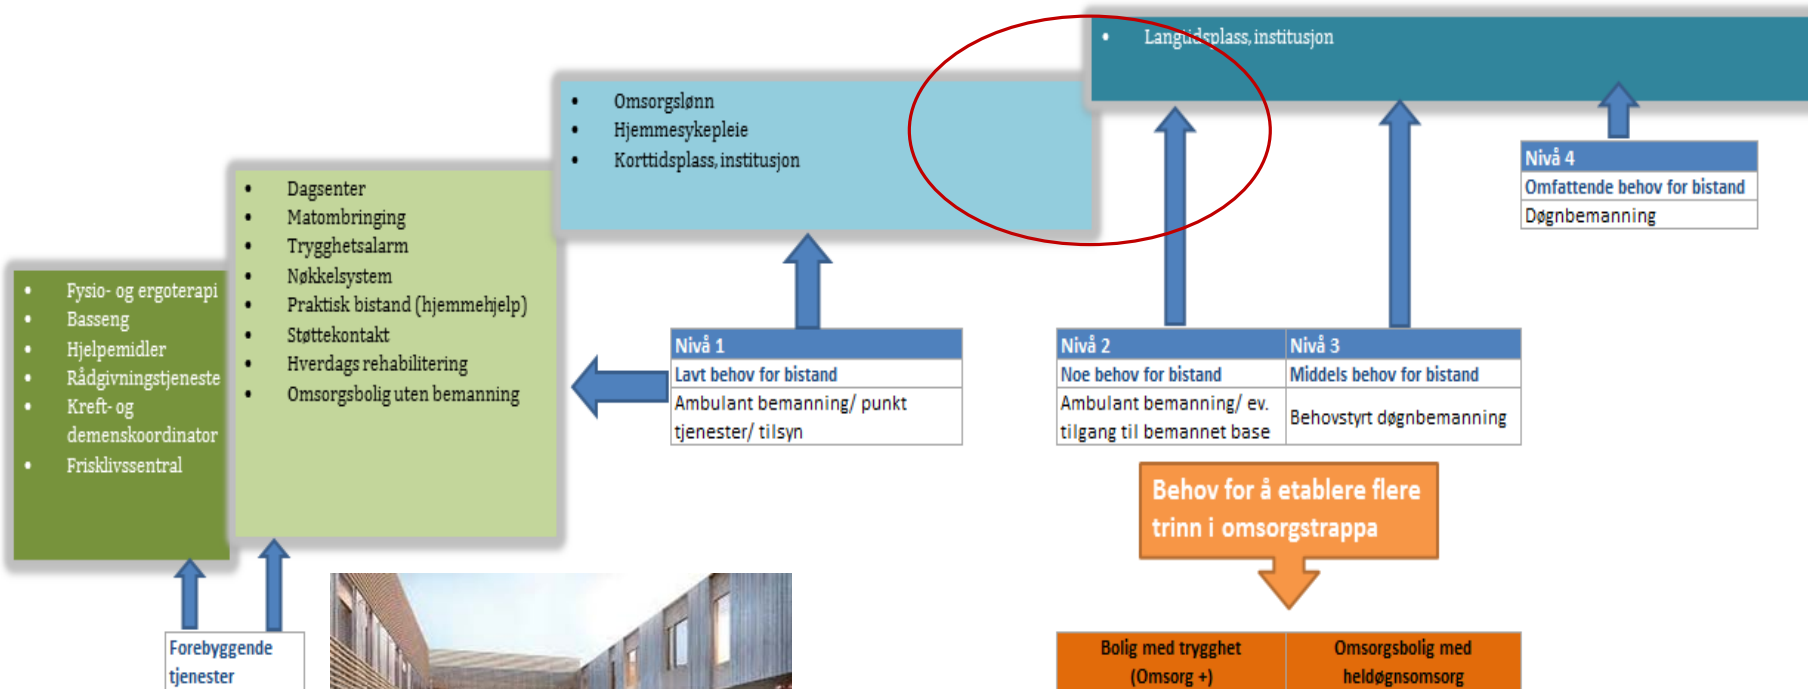 Langtidsplass, institusjon
Omsorgslønn
Hjemmesykepleie
Korttidsplass, institusjon
Dagsenter
Matombringing
Trygghetsalarm
Nøkkelsystem
Praktisk bistand (hjemmehjelp)
Støttekontakt
Hverdags rehabilitering
Omsorgsbolig uten bemanning
Fysio- og ergoterapi
Basseng
Hjelpemidler
Rådgivningstjeneste
Kreft- og
demenskoordinator
Frisklivssentral
Forebyggende
tjenester
Nivå 1
Lavt behov for bistand
Ambulant bemanning/ punkt
tjenester/ tilsyn
Nivå 2
Noe behov for bistand
Ambulant bemanning/ ev.
tilgang til bemannet base
Nivå 3
Middels behov for bistand
Behovstyrt døgnbemanning
Nivå 4
Omfattende behov for bistand
Døgnbemanning
Behov for å etablere flere
trinn i omsorgstrappa
Bolig med trygghet
(Omsorg +)
Omsorgsbolig med
heldøgnsomsorg